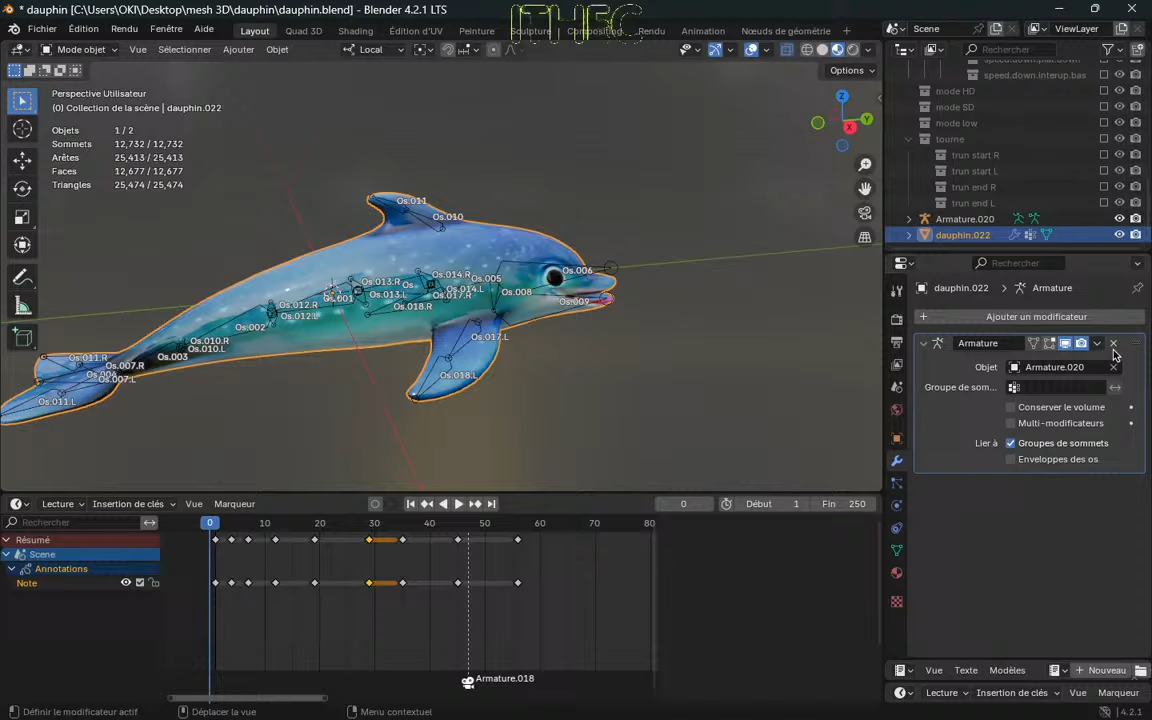 * dauphin [C:\Users\OKI\Desktop\mesh 3D\dauphin\dauphin.blend] - Blender 4.2.1 LTS
Fichier Édition Rendu Fenêtre Aide Layout Quad 3D Shading Édition d'UV Peinture Sculpture Compositing Rendu Animation Nœuds de géométrie + Scene ViewLayer
Mode objet Vue Sélectionner Ajouter Objet Local
Rechercher
Options
Perspective Utilisateur
(0) Collection de la scène | dauphin.022
Objets 1 / 2
Sommets 12,732 / 12,732
Arêtes 25,413 / 25,413
Faces 12,677 / 12,677
Triangles 25,474 / 25,474
Z
Y
X
speed.down.interup.bas
mode HD
mode SD
mode low
tourne
trun start R
trun start L
trun end R
trun end L
Armature.020
dauphin.022
Os.011
Os.010
Os.006
Os.014.R
Os.005
Os.013.R
Os
Os.014.L
Os.008
Os.013.L
Os.017.R
Os.001
Os.009
Os.012.R
Os.018.R
Os.012.L
Os.002
Os.017.L
Os.010.R
Os.010.L
Os.003
Os.011.R
Os.007.R
Os.007.L
Os.018.L
Os.011.L
Rechercher
dauphin.022 > Armature
+ Ajouter un modificateur
Armature
Objet Armature.020
Groupe de som...
Conserver le volume
Multi-modificateurs
Lier à Groupes de sommets
Enveloppes des os
Lecture Insertion de clés Vue Marqueur 0 Début 1 Fin 250
Rechercher 0 10 20 30 40 50 60 70 80
Résumé
Scene
Annotations
Note
Armature.018
Vue Texte Modèles + Nouveau
Lecture Insertion de clés Vue Marqueur
Définir le modificateur actif Déplacer la vue Menu contextuel 4.2.1